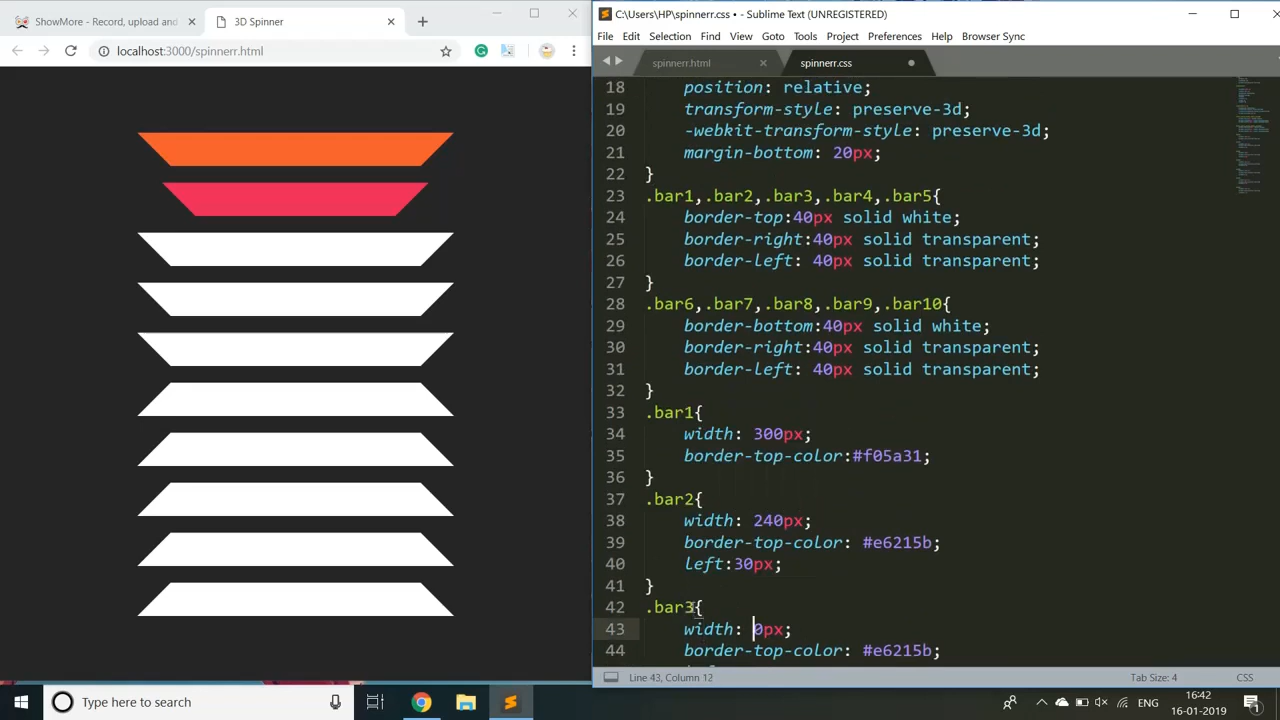 ShowMore - Record, upload and
3D Spinner
localhost:3000/spinnerr.html
C:\Users\HP\spinnerr.css • - Sublime Text (UNREGISTERED)
File Edit Selection Find View Goto Tools Project Preferences Help Browser Sync
spinnerr.html spinnerr.css
18 position: relative;
19 transform-style: preserve-3d;
20 -webkit-transform-style: preserve-3d;
21 margin-bottom: 20px;
22 }
23 .bar1,.bar2,.bar3,.bar4,.bar5{
24 border-top:40px solid white;
25 border-right:40px solid transparent;
26 border-left: 40px solid transparent;
27 }
28 .bar6,.bar7,.bar8,.bar9,.bar10{
29 border-bottom:40px solid white;
30 border-right:40px solid transparent;
31 border-left: 40px solid transparent;
32 }
33 .bar1{
34 width: 300px;
35 border-top-color:#f05a31;
36 }
37 .bar2{
38 width: 240px;
39 border-top-color: #e6215b;
40 left:30px;
41 }
42 .bar3{
43 width: 0px;
44 border-top-color: #e6215b;
Line 43, Column 12
Tab Size: 4
CSS
Type here to search
ENG
16:42
16-01-2019